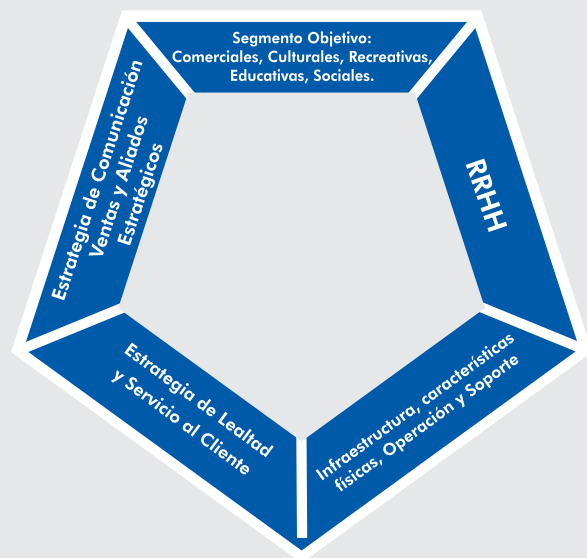 Segmento Objetivo:
Comerciales, Culturales, Recreativas,
Educativas, Sociales.
RRHH
Infraestructura, características
físicas, Operación y Soporte
Estrategia de Lealtad
y Servicio al Cliente
Estrategia de Comunicación
Ventas y Aliados
Estratégicos